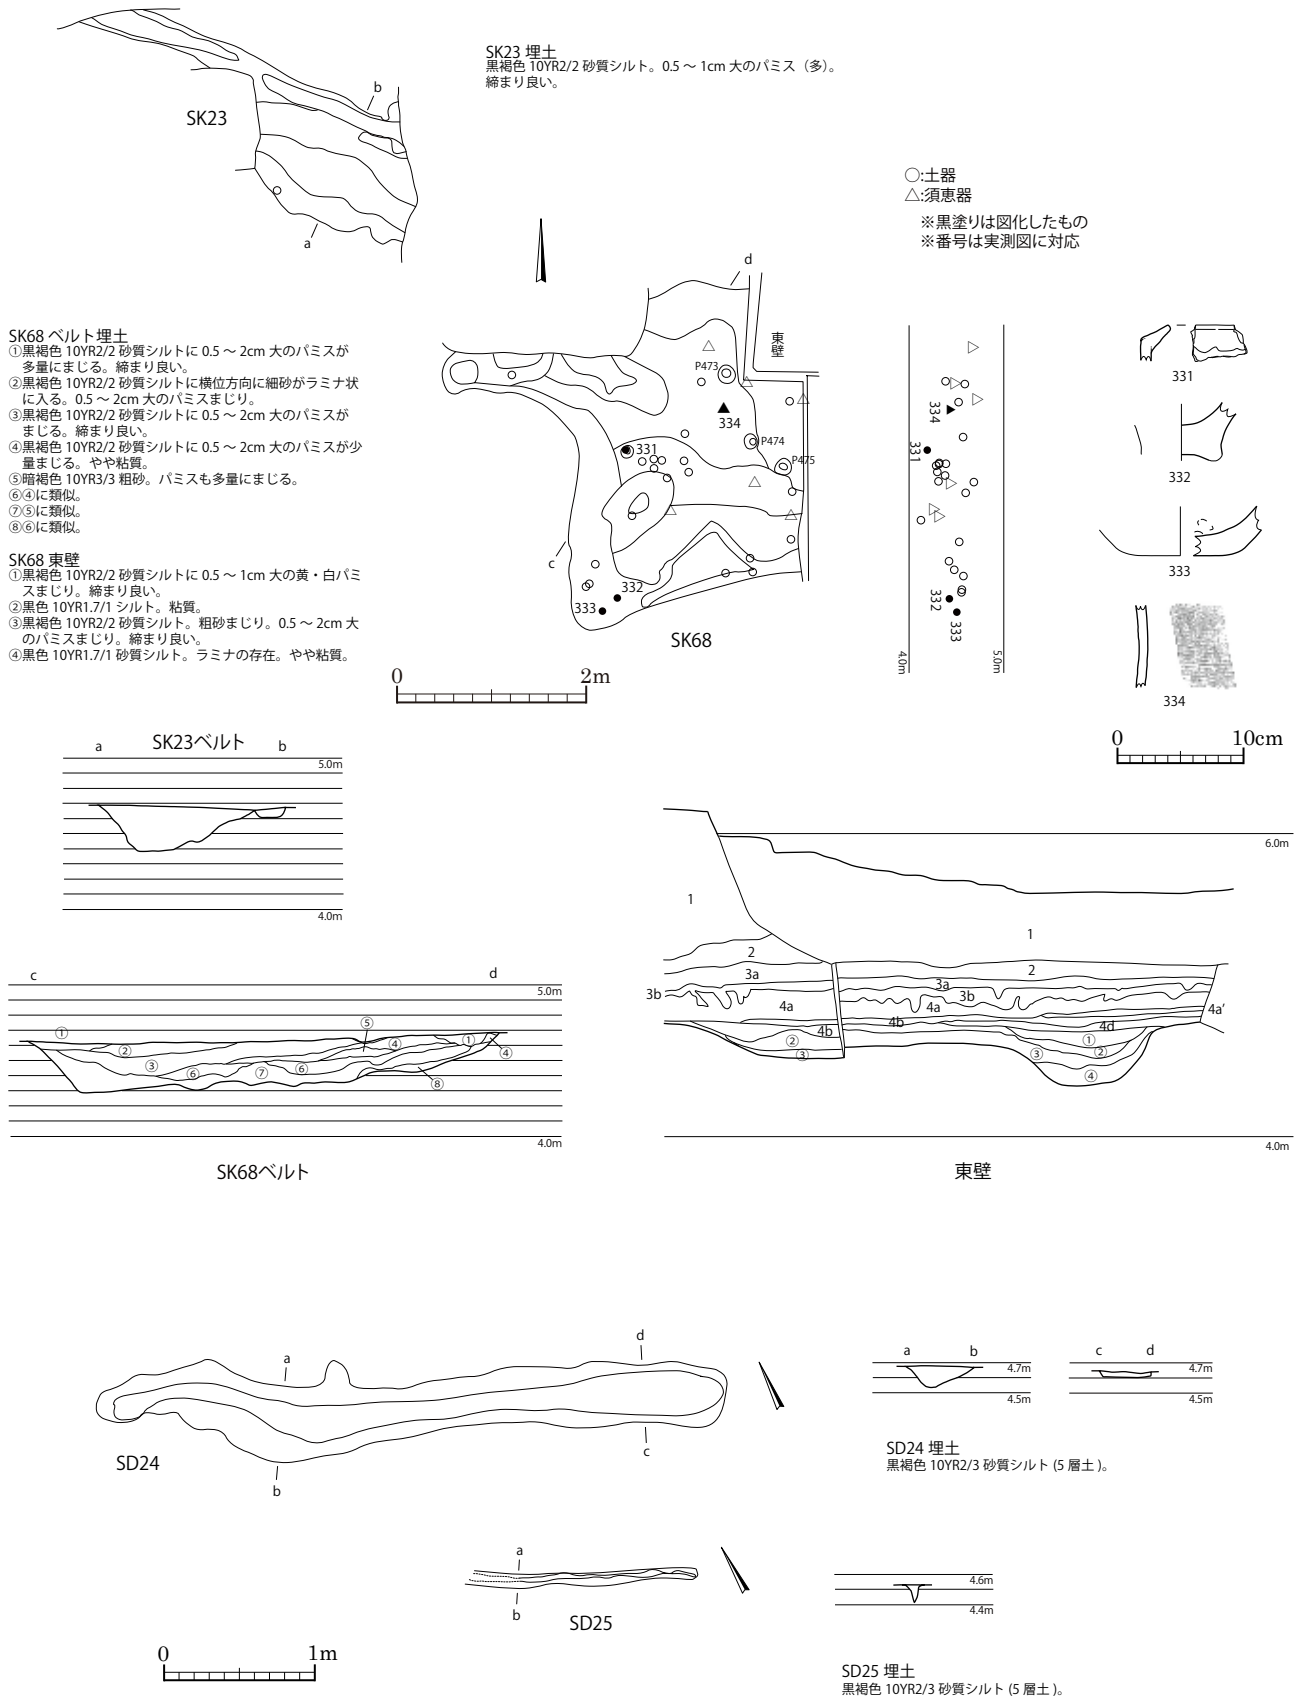 SK23 埋土
黒褐色 10YR2/2 砂質シルト。0.5 ～ 1cm 大のパミス（多）。
締まり良い。
b
SK23
a
○:土器
△:須恵器
※黒塗りは図化したもの
※番号は実測図に対応
SK68 ベルト埋土
①黒褐色 10YR2/2 砂質シルトに 0.5 ～ 2cm 大のパミスが
多量にまじる。締まり良い。
②黒褐色 10YR2/2 砂質シルトに横位方向に細砂がラミナ状
に入る。0.5 ～ 2cm 大のパミスまじり。
③黒褐色 10YR2/2 砂質シルトに 0.5 ～ 2cm 大のパミスが
まじる。締まり良い。
④黒褐色 10YR2/2 砂質シルトに 0.5 ～ 2cm 大のパミスが少
量まじる。やや粘質。
⑤暗褐色 10YR3/3 粗砂。パミスも多量にまじる。
⑥④に類似。
⑦⑤に類似。
⑧⑥に類似。
SK68 東壁
①黒褐色 10YR2/2 砂質シルトに 0.5 ～ 1cm 大の黄・白パミ
スまじり。締まり良い。
②黒色 10YR1.7/1 シルト。粘質。
③黒褐色 10YR2/2 砂質シルト。粗砂まじり。0.5 ～ 2cm 大
のパミスまじり。締まり良い。
④黒色 10YR1.7/1 砂質シルト。ラミナの存在。やや粘質。
d
東壁
P473
334
P474
331
P475
c
332
333
SK68
0 2m
334
331
332
333
4.0m
5.0m
331
332
333
334
0 10cm
a SK23ベルト b
5.0m
4.0m
c d
5.0m
① ⑤
② ④ ① ④
③ ⑥ ⑦ ⑥ ⑧
4.0m
SK68ベルト
6.0m
1
1
2
2
3a
3a
3b
3b
4a
4a
4a'
4b
4b
4d
②
③
①
②
③
④
4.0m
東壁
a
d
SD24
b
c
a b
4.7m
4.5m
c d
4.7m
4.5m
SD24 埋土
黒褐色 10YR2/3 砂質シルト (5 層土 )。
a
b
SD25
4.6m
4.4m
0 1m
SD25 埋土
黒褐色 10YR2/3 砂質シルト (5 層土 )。